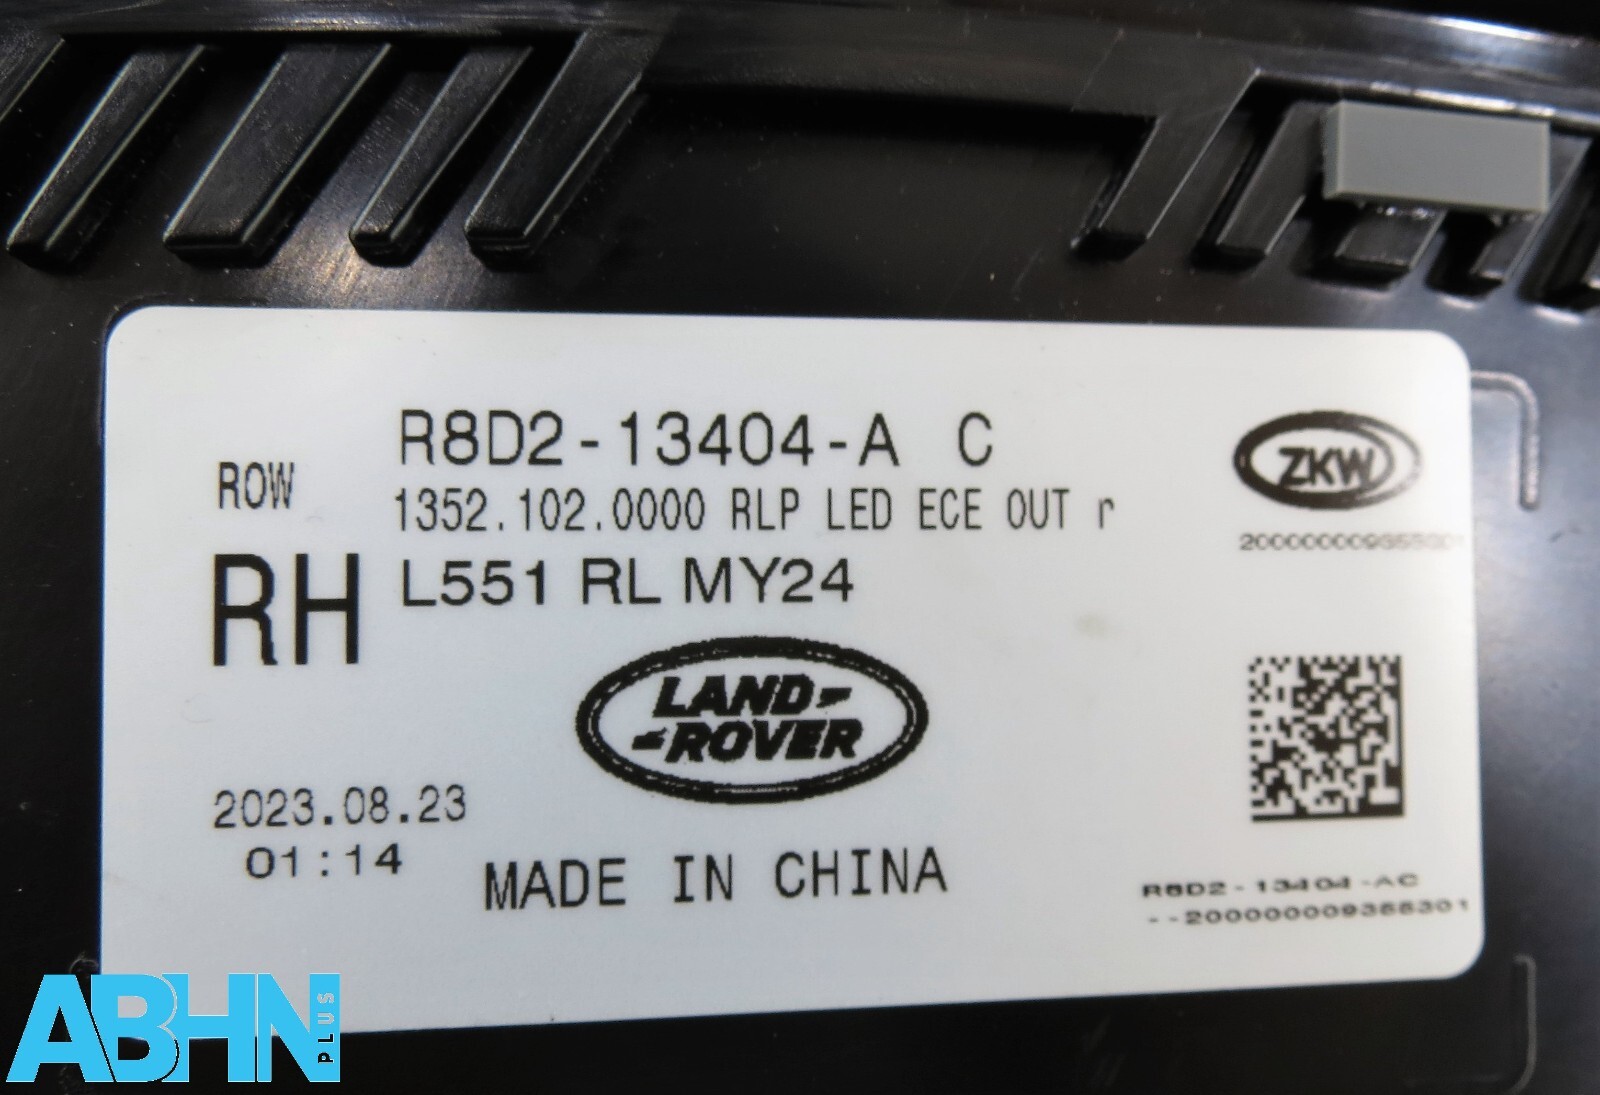 R8D2-13404-A C
ROW
1352.102.0000 RLP LED ECE OUT r
RH
L551 RL MY24
ZKW
LAND-
-ROVER
2023.08.23
01:14
MADE IN CHINA
R8D2-13404-AC
ABHN
PLUS